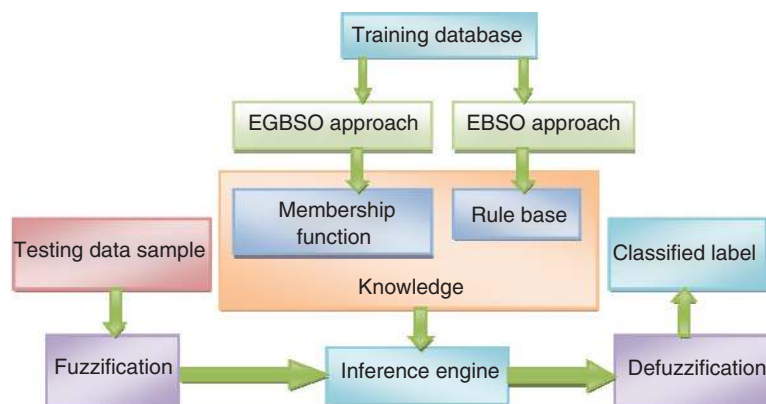 Training database
EGBSO approach
EBSO approach
Membership
function
Rule base
Knowledge
Testing data sample
Classified label
Fuzzification
Inference engine
Defuzzification